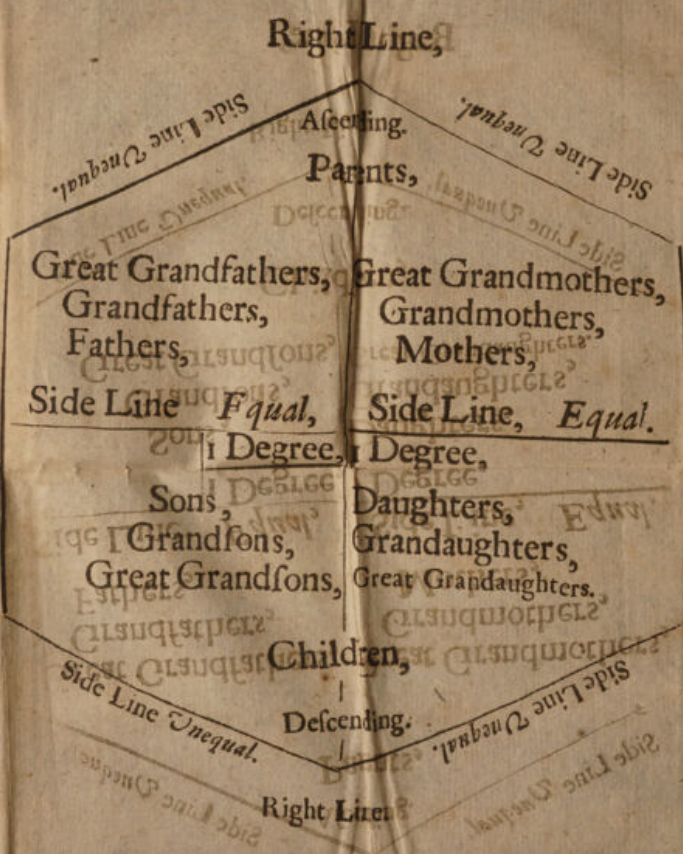 Right Line,
Side Line Unequal.
Side Line Unequal.
Aſcending.
Parents,
Great Grandfathers, Great Grandmothers,
Grandfathers, Grandmothers,
Fathers, Mothers,
Side Line Equal, Side Line, Equal.
1 Degree, 1 Degree,
Sons, Daughters,
Grandſons, Grandaughters,
Great Grandſons, Great Grandaughters.
Children,
Side Line Unequal.
Side Line Unequal.
Deſcending.
Right Line.